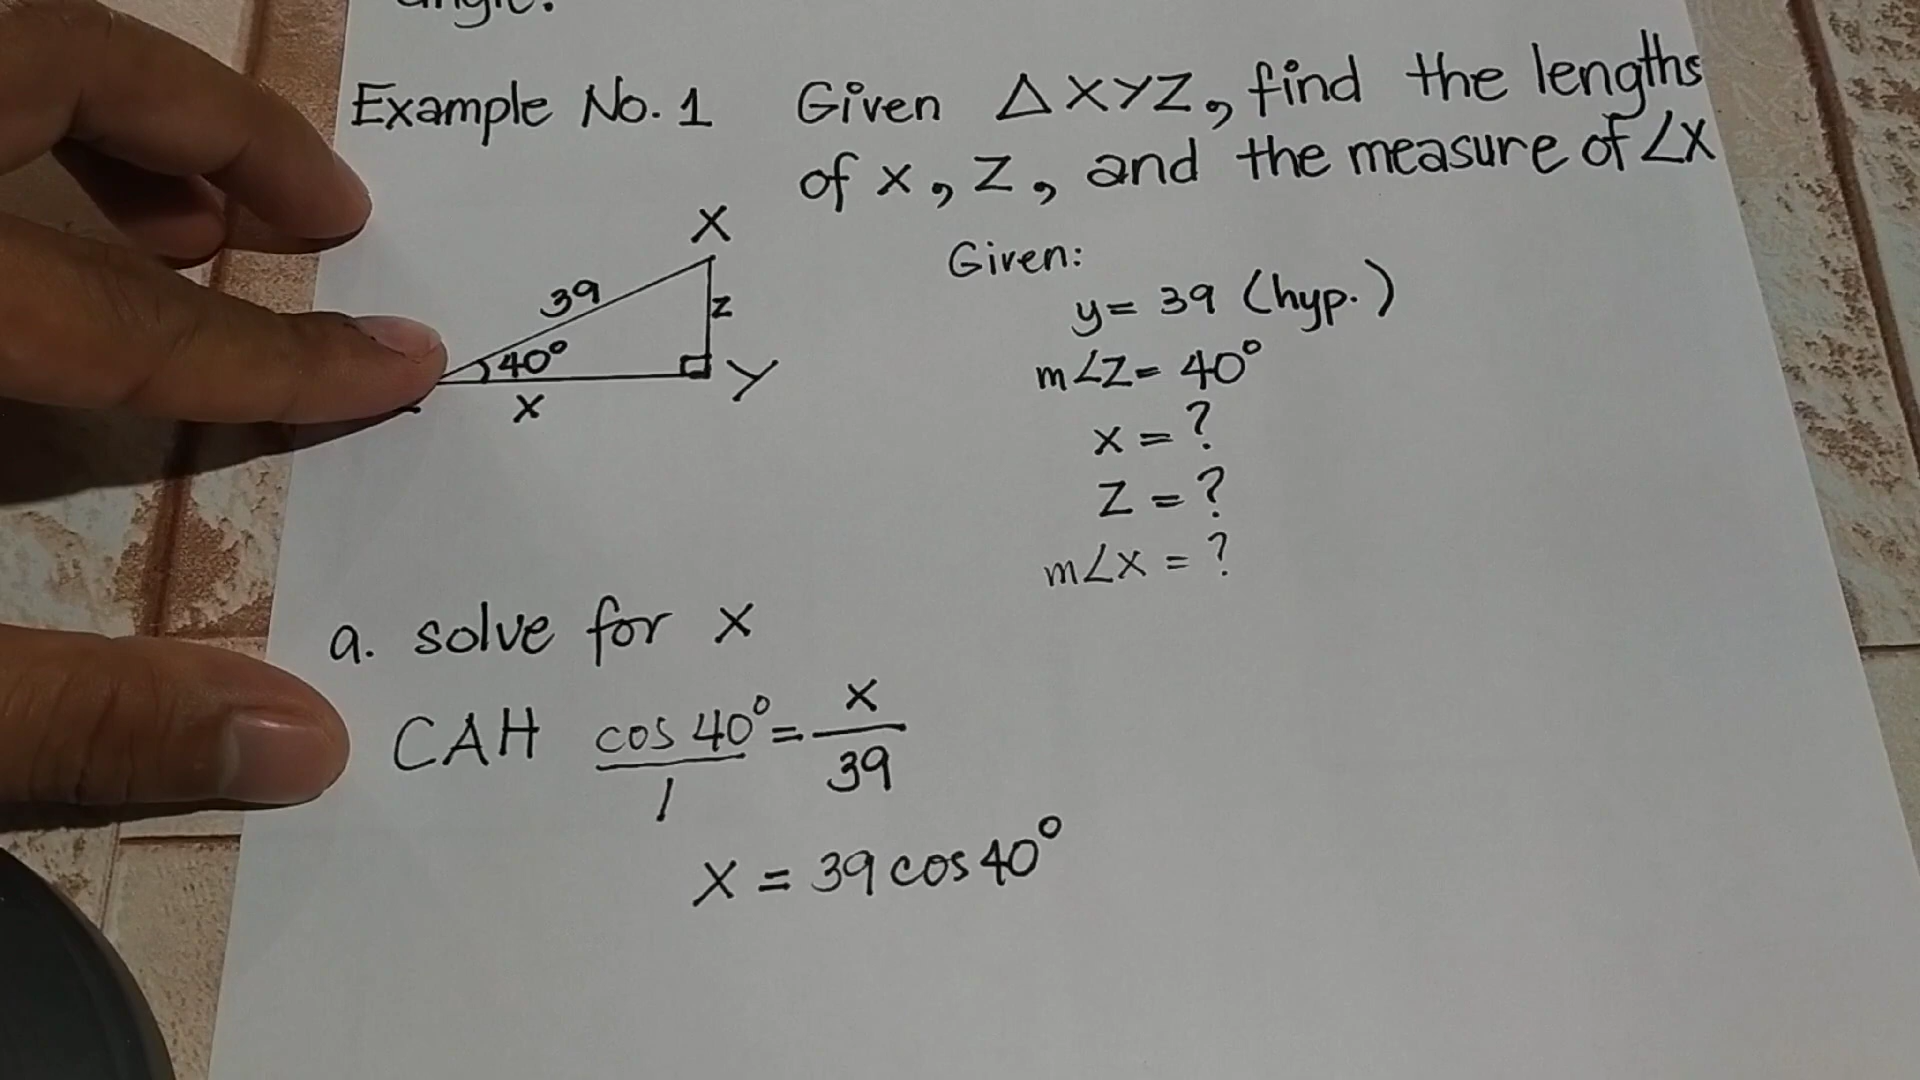 Example No. 1 Given △XYZ, find the lengths
of x, z, and the measure of ∠X
X
39
z
40°
Y
x
Given:
y = 39 (hyp.)
m∠Z = 40°
x = ?
z = ?
m∠X = ?
a. solve for x
CAH cos 40°/1 = x/39
x = 39 cos 40°